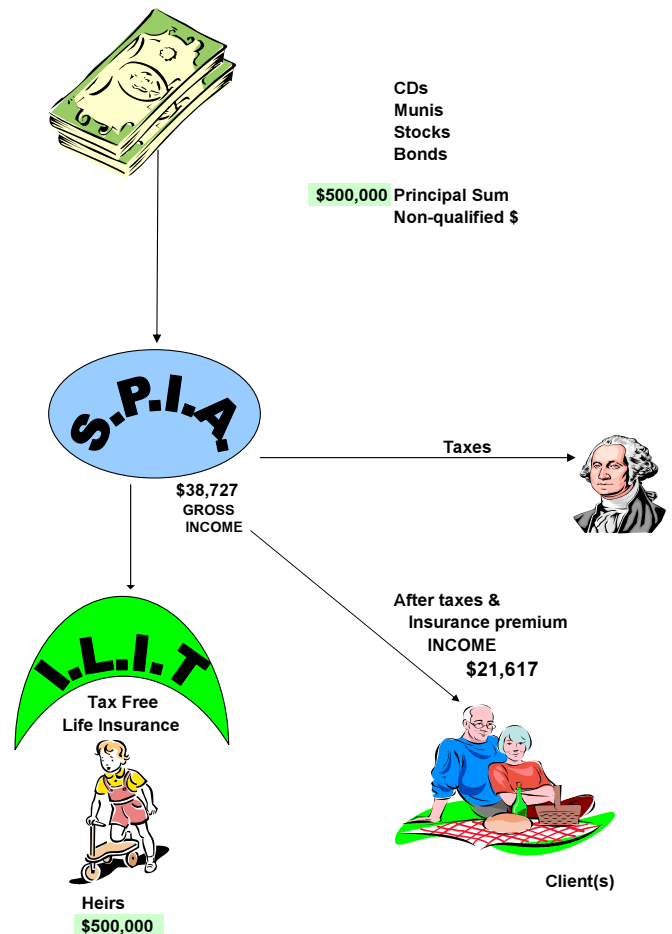 CDs
Munis
Stocks
Bonds
$500,000 Principal Sum
Non-qualified $
S.P.I.A.
Taxes
$38,727
GROSS
INCOME
After taxes &
Insurance premium
INCOME
$21,617
I.L.I.T
Tax Free
Life Insurance
Client(s)
Heirs
$500,000